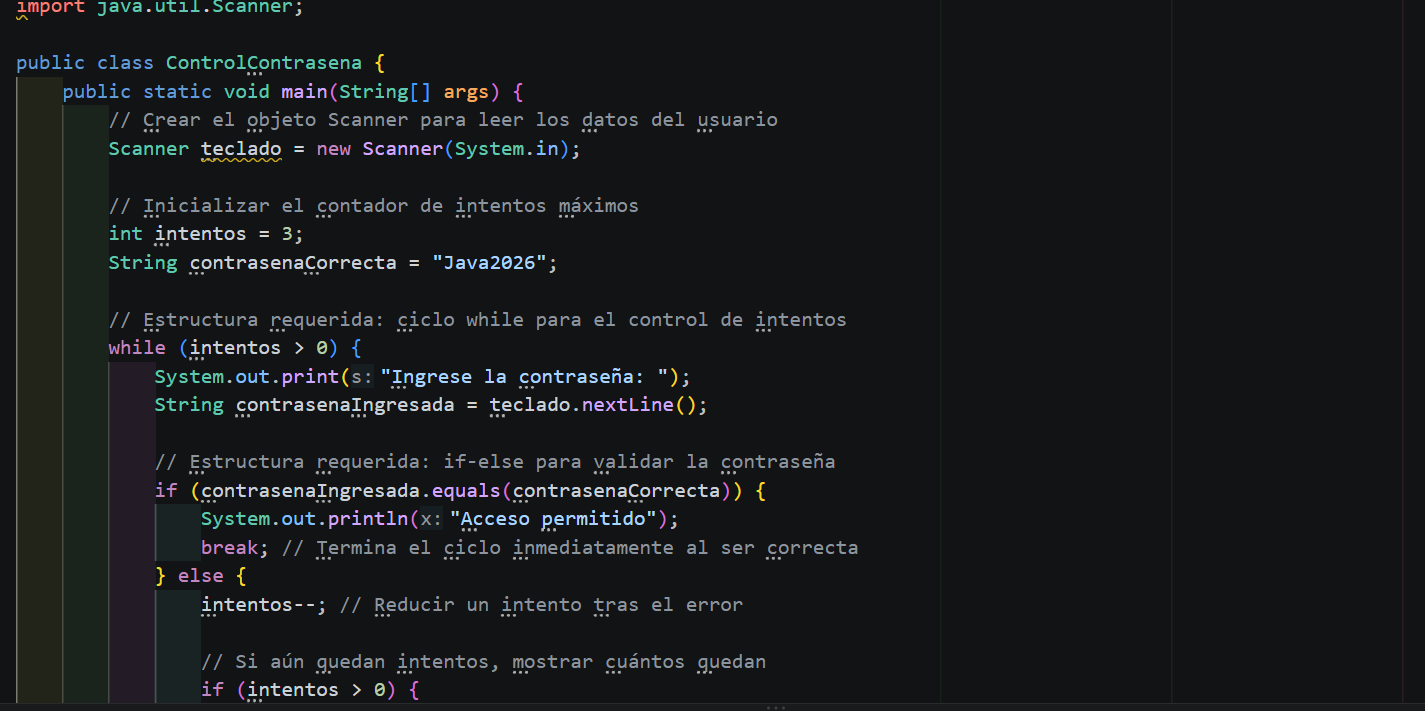 import java.util.Scanner;
public class ControlContrasena {
public static void main(String[] args) {
// Crear el objeto Scanner para leer los datos del usuario
Scanner teclado = new Scanner(System.in);
// Inicializar el contador de intentos máximos
int intentos = 3;
String contrasenaCorrecta = "Java2026";
// Estructura requerida: ciclo while para el control de intentos
while (intentos > 0) {
System.out.print(s: "Ingrese la contraseña: ");
String contrasenaIngresada = teclado.nextLine();
// Estructura requerida: if-else para validar la contraseña
if (contrasenaIngresada.equals(contrasenaCorrecta)) {
System.out.println(x: "Acceso permitido");
break; // Termina el ciclo inmediatamente al ser correcta
} else {
intentos--; // Reducir un intento tras el error
// Si aún quedan intentos, mostrar cuántos quedan
if (intentos > 0) {